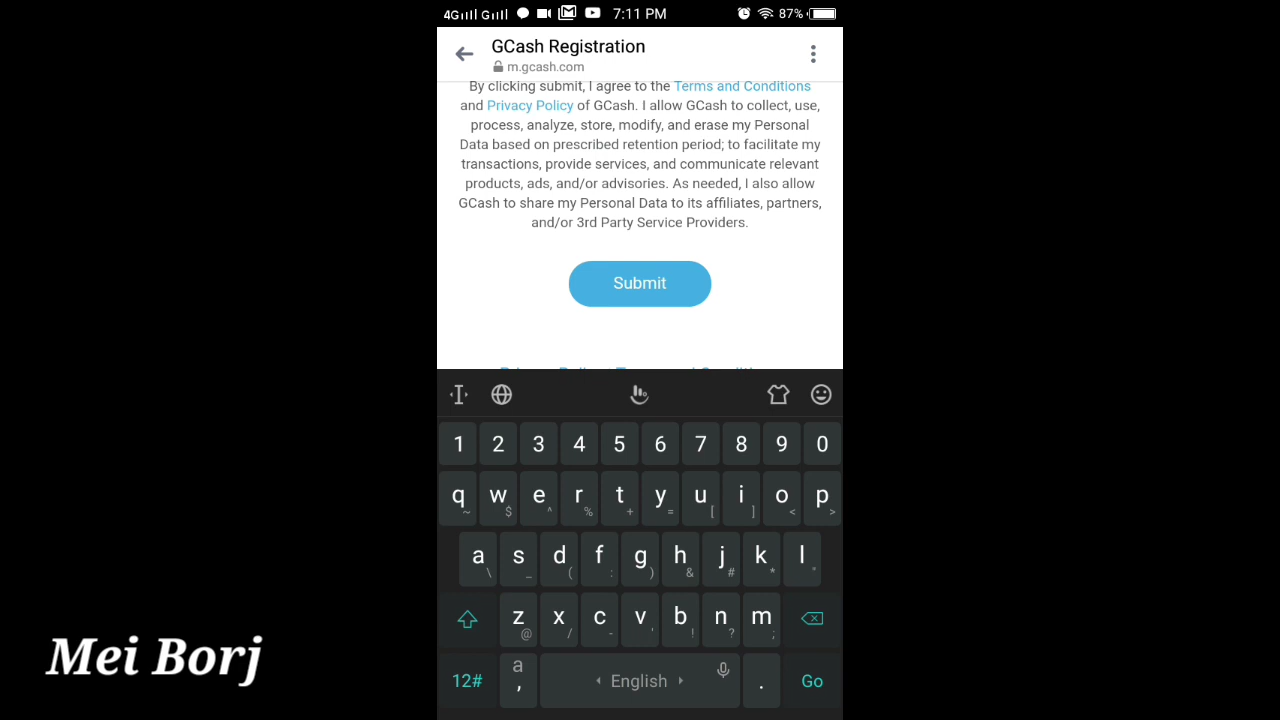 4G G 7:11 PM 87%
GCash Registration
m.gcash.com
By clicking submit, I agree to the Terms and Conditions
and Privacy Policy of GCash. I allow GCash to collect, use,
process, analyze, store, modify, and erase my Personal
Data based on prescribed retention period; to facilitate my
transactions, provide services, and communicate relevant
products, ads, and/or advisories. As needed, I also allow
GCash to share my Personal Data to its affiliates, partners,
and/or 3rd Party Service Providers.
Submit
1 2 3 4 5 6 7 8 9 0
q w e r t y u i o p
~ $ ^ % + = [ ] < >
a s d f g h j k l
\ _ ( : ) & # * "
z x c v b n m
@ / - ' ! ? ;
12# a , English . Go
Mei Borj